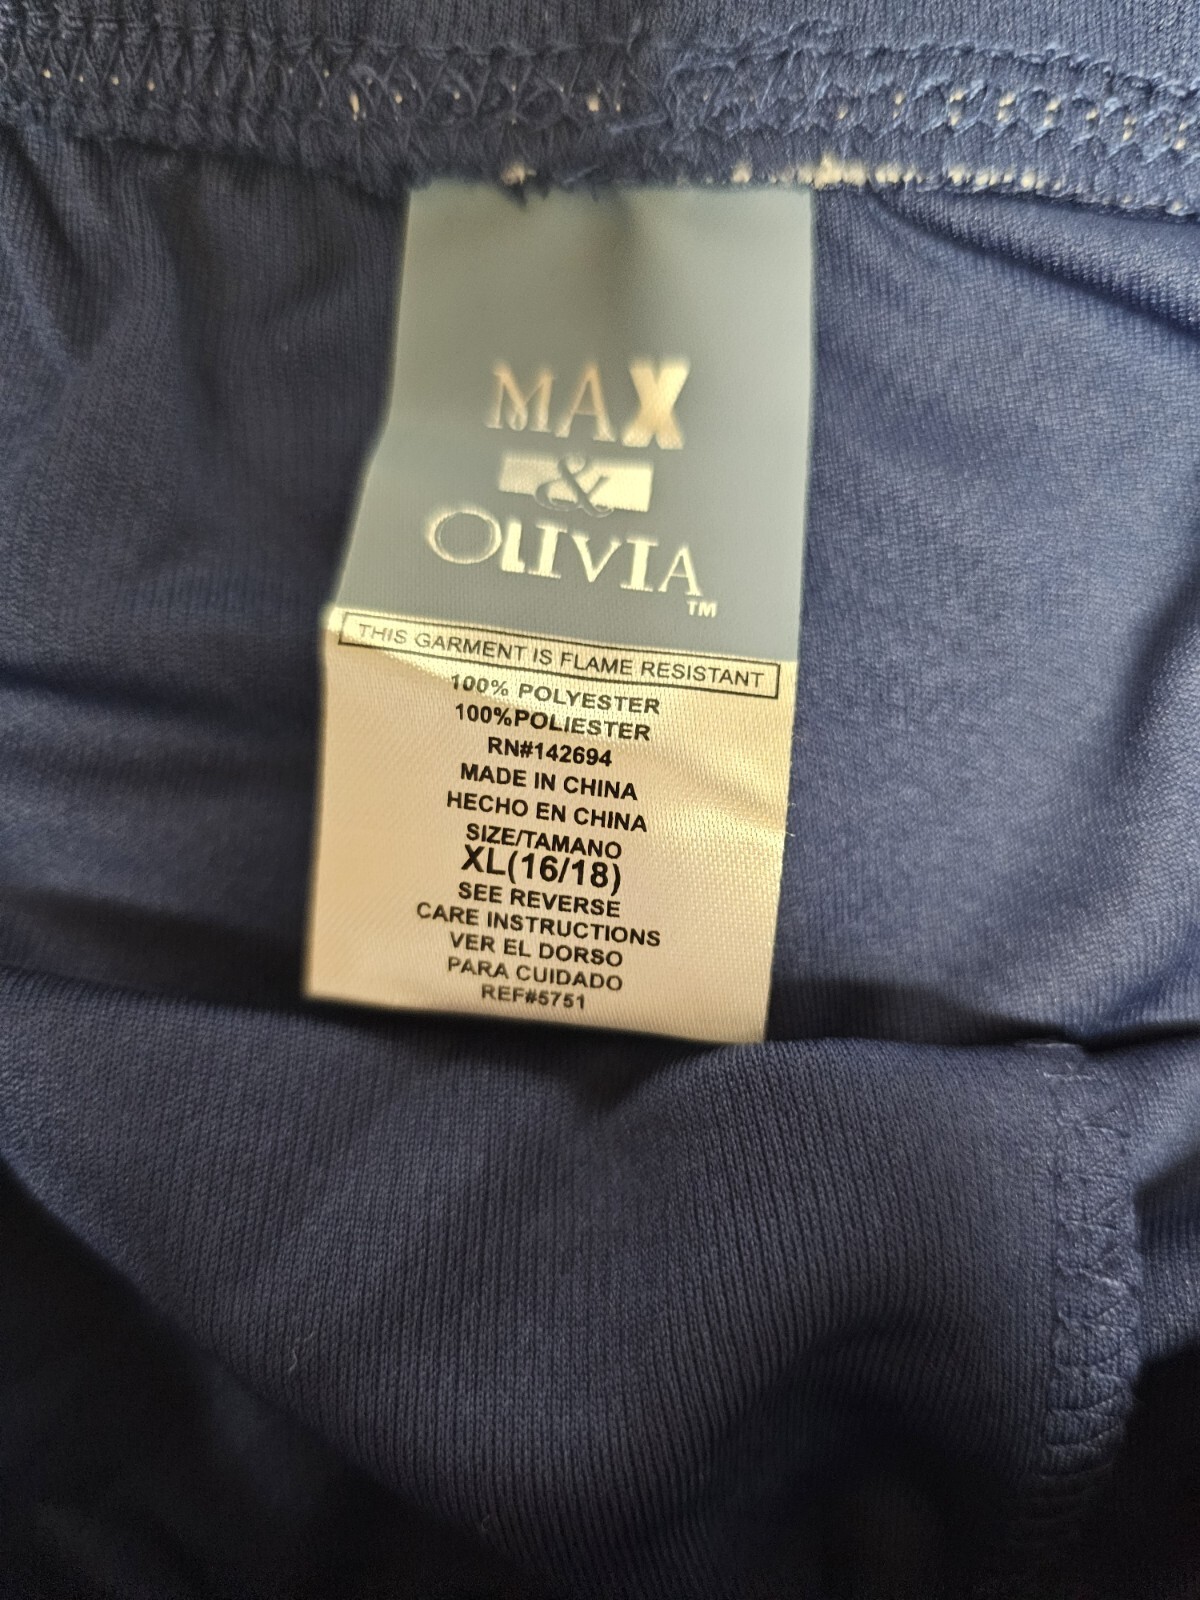 MAX
&
OLIVIA
TM
THIS GARMENT IS FLAME RESISTANT
100% POLYESTER
100%POLIESTER
RN#142694
MADE IN CHINA
HECHO EN CHINA
SIZE/TAMANO
XL(16/18)
SEE REVERSE
CARE INSTRUCTIONS
VER EL DORSO
PARA CUIDADO
REF#5751